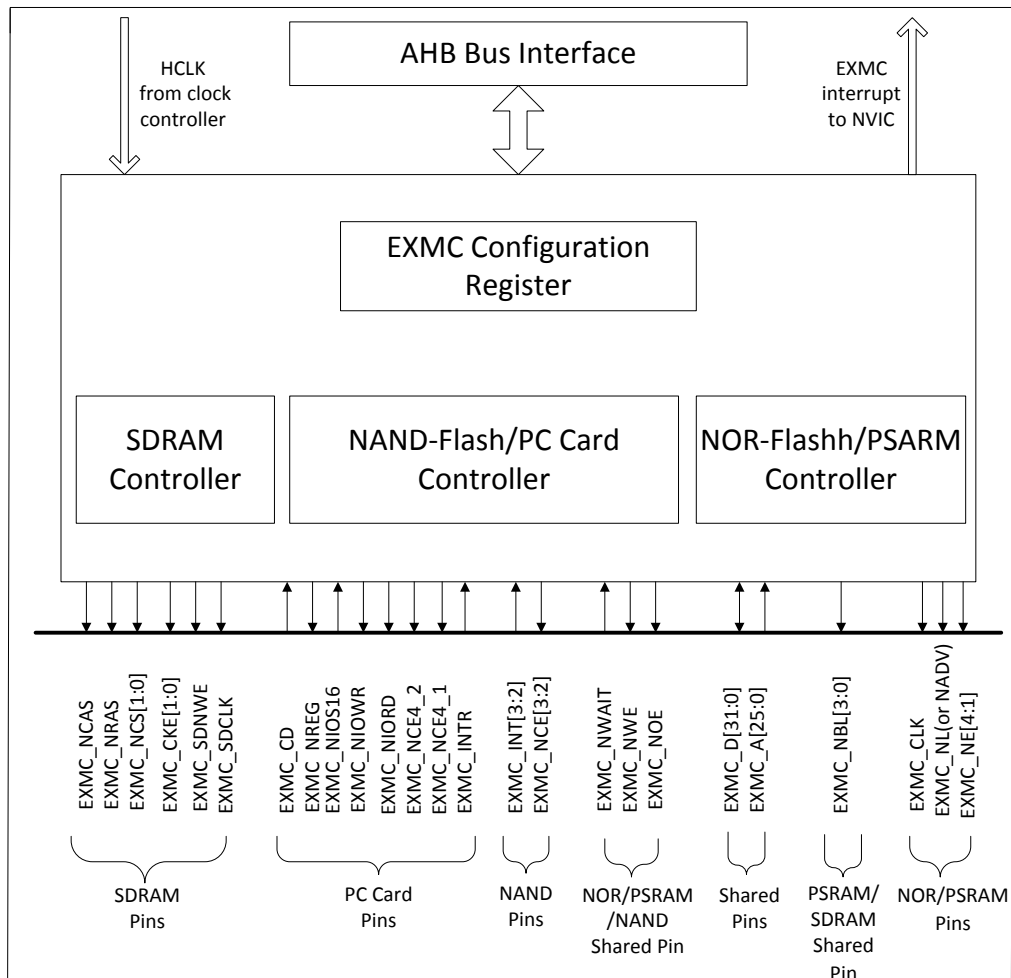 HCLK
from clock
controller
AHB Bus Interface
EXMC
interrupt
to NVIC
EXMC Configuration
Register
SDRAM
Controller
NAND-Flash/PC Card
Controller
NOR-Flashh/PSARM
Controller
EXMC_NCAS
EXMC_NRAS
EXMC_NCS[1:0]
EXMC_CKE[1:0]
EXMC_SDNWE
EXMC_SDCLK
EXMC_CD
EXMC_NREG
EXMC_NIOS16
EXMC_NIOWR
EXMC_NIORD
EXMC_NCE4_2
EXMC_NCE4_1
EXMC_INTR
EXMC_INT[3:2]
EXMC_NCE[3:2]
EXMC_NWAIT
EXMC_NWE
EXMC_NOE
EXMC_D[31:0]
EXMC_A[25:0]
EXMC_NBL[3:0]
EXMC_CLK
EXMC_NL(or NADV)
EXMC_NE[4:1]
SDRAM
Pins
PC Card
Pins
NAND
Pins
NOR/PSRAM
/NAND
Shared Pin
Shared
Pins
PSRAM/
SDRAM
Shared
Pin
NOR/PSRAM
Pins